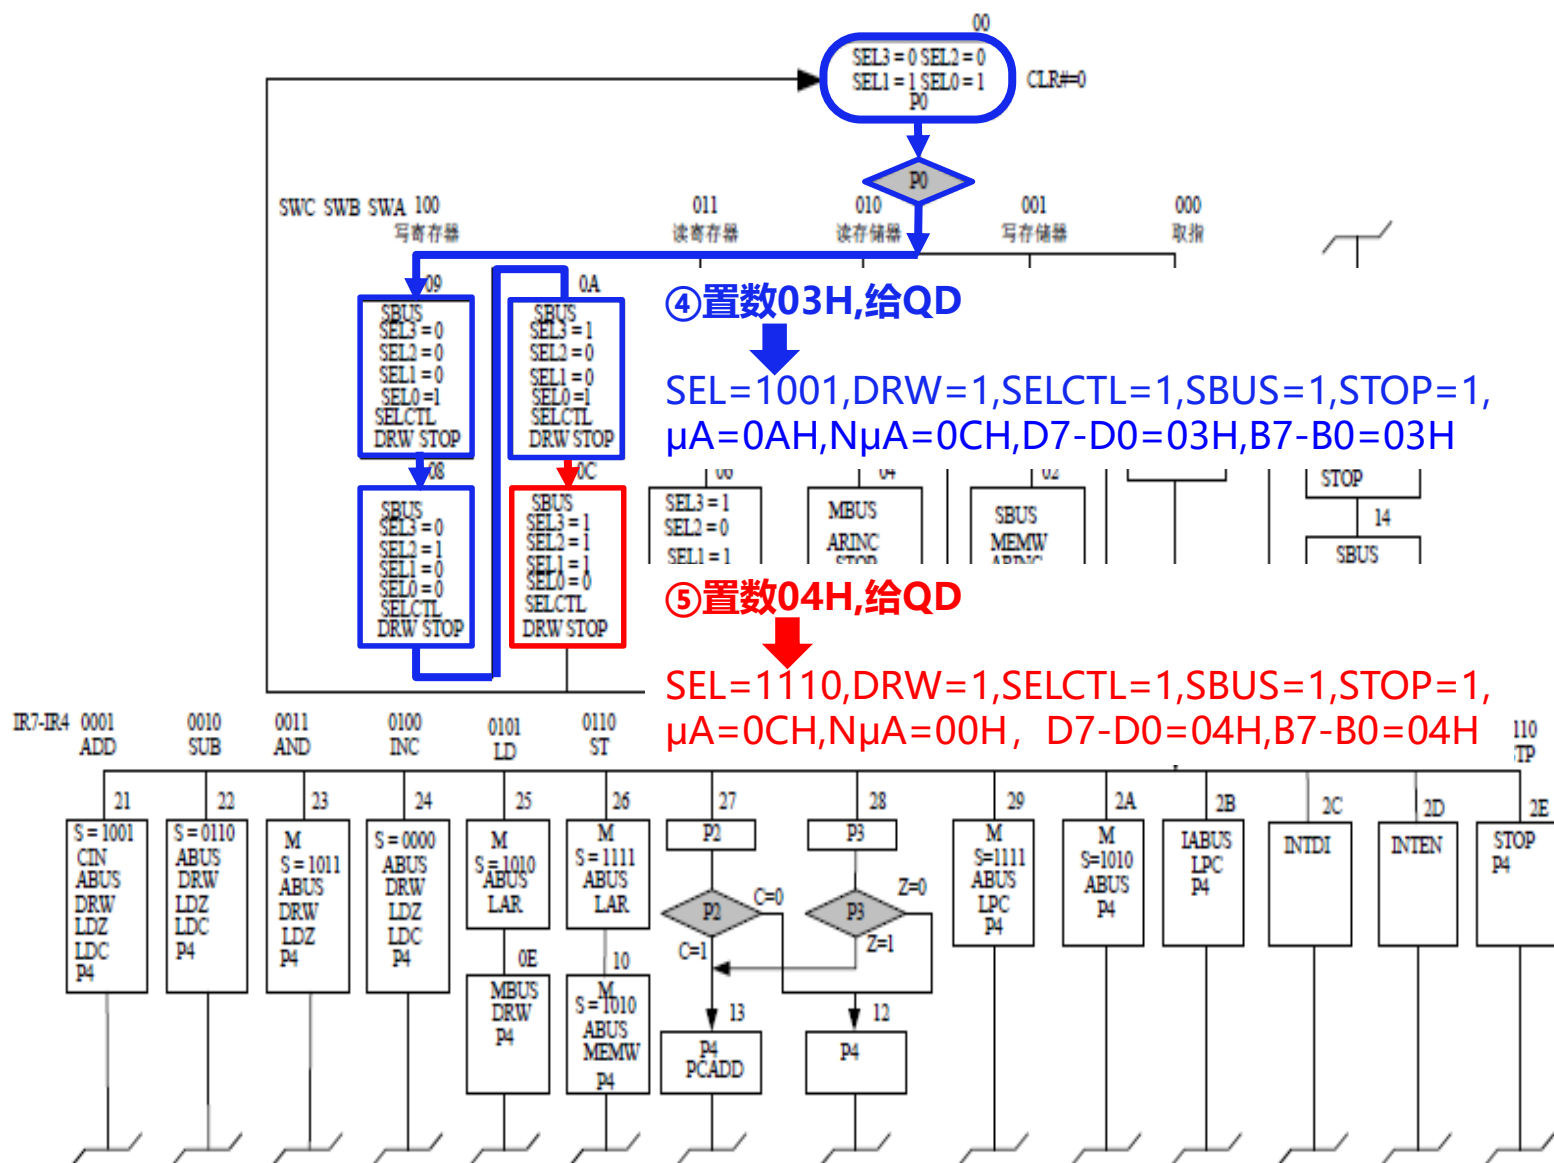 00
SEL3 = 0 SEL2 = 0
SEL1 = 1 SEL0 = 1
P0
CLR#=0
P0
SWC SWB SWA 100
写寄存器
011
读寄存器
010
读存储器
001
写存储器
000
取指
09
SBUS
SEL3 = 0
SEL2 = 0
SEL1 = 0
SEL0 =1
SELCTL
DRW STOP
0A
SBUS
SEL3 = 1
SEL2 = 0
SEL1 = 0
SEL0 = 1
SELCTL
DRW STOP
④置数03H,给QD
SEL=1001,DRW=1,SELCTL=1,SBUS=1,STOP=1,
μA=0AH,NμA=0CH,D7-D0=03H,B7-B0=03H
08
SBUS
SEL3 = 0
SEL2 = 1
SEL1 = 0
SEL0 = 0
SELCTL
DRW STOP
0C
SBUS
SEL3 = 1
SEL2 = 1
SEL1 = 1
SEL0 = 0
SELCTL
DRW STOP
06
SEL3 = 1
SEL2 = 0
SEL1 = 1
04
MBUS
ARINC
STOP
02
SBUS
MEMW
ARINC
STOP
14
SBUS
⑤置数04H,给QD
SEL=1110,DRW=1,SELCTL=1,SBUS=1,STOP=1,
μA=0CH,NμA=00H，D7-D0=04H,B7-B0=04H
IR7-IR4 0001
ADD
0010
SUB
0011
AND
0100
INC
0101
LD
0110
ST
110
TP
21
S = 1001
CIN
ABUS
DRW
LDZ
LDC
P4
22
S = 0110
ABUS
DRW
LDZ
LDC
P4
23
M
S = 1011
ABUS
DRW
LDZ
P4
24
S = 0000
ABUS
DRW
LDZ
LDC
P4
25
M
S = 1010
ABUS
LAR
26
M
S = 1111
ABUS
LAR
27
P2
28
P3
29
M
S=1111
ABUS
LPC
P4
2A
M
S=1010
ABUS
P4
2B
IABUS
LPC
P4
2C
INTDI
2D
INTEN
2E
STOP
P4
P2
C=0
C=1
P3
Z=0
Z=1
0E
MBUS
DRW
P4
10
M
S = 1010
ABUS
MEMW
P4
13
P4
PCADD
12
P4